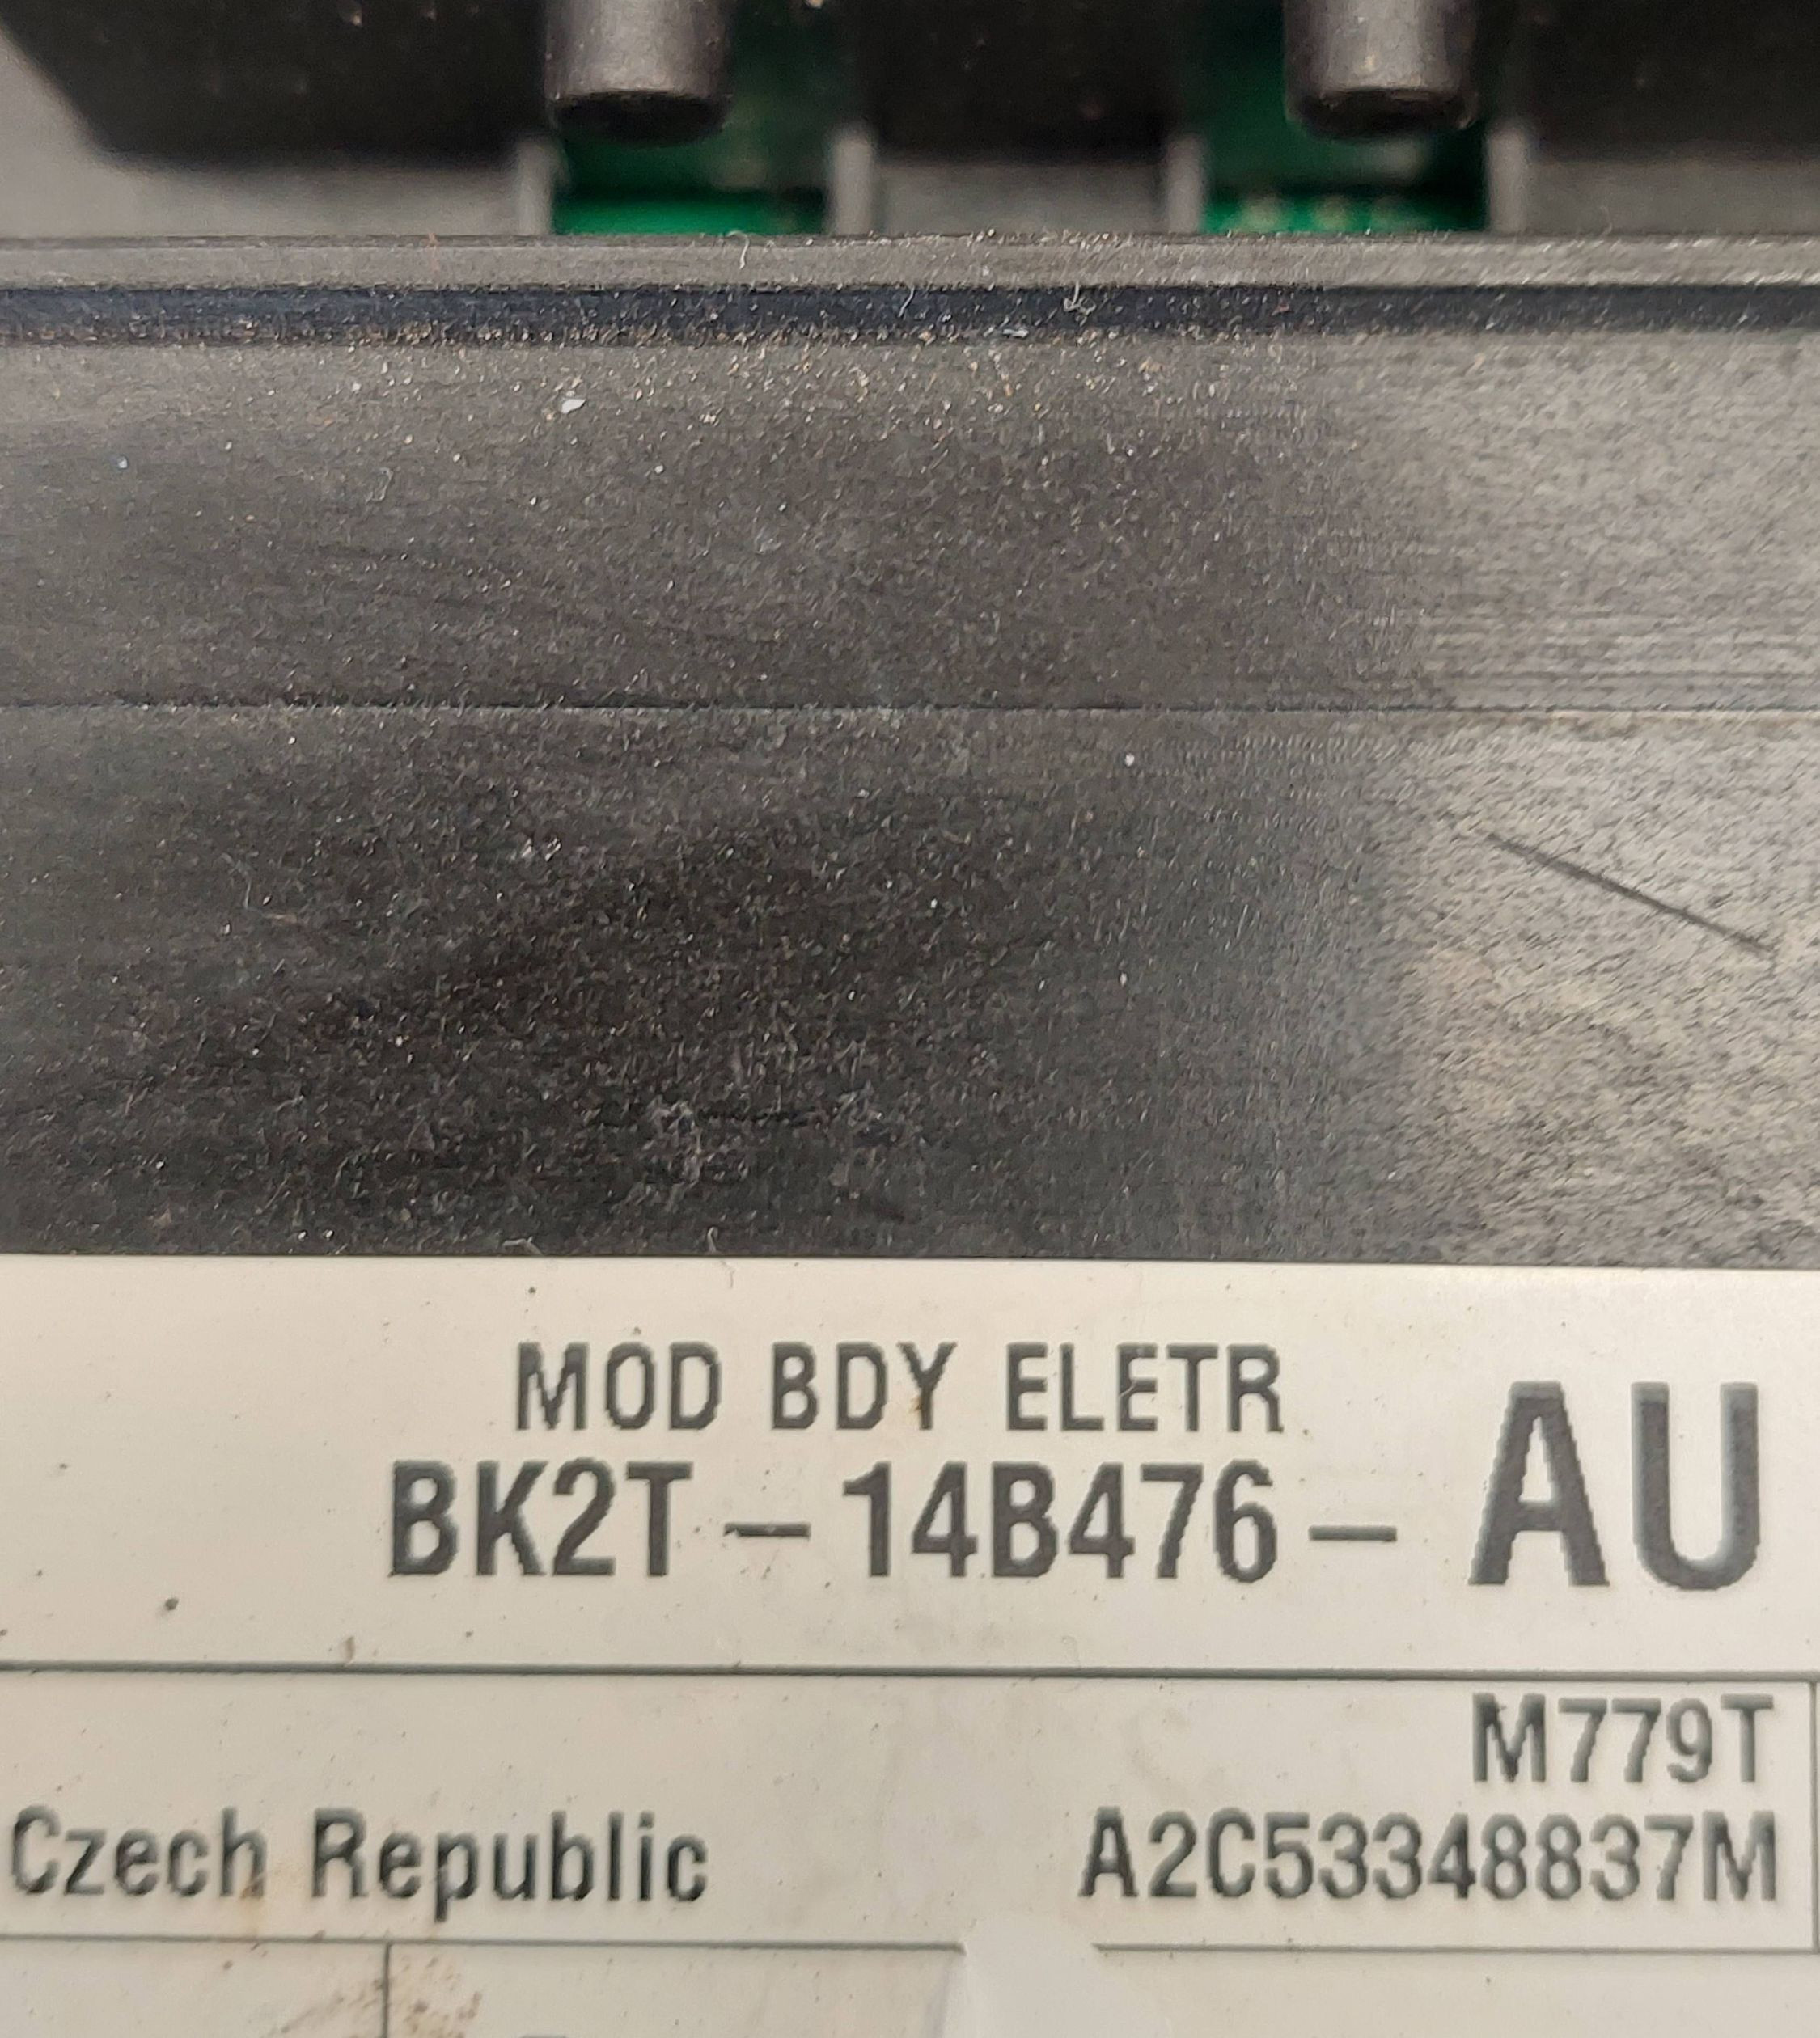 MOD BDY ELETR
BK2T-14B476-AU
M779T
Czech Republic A2C53348837M